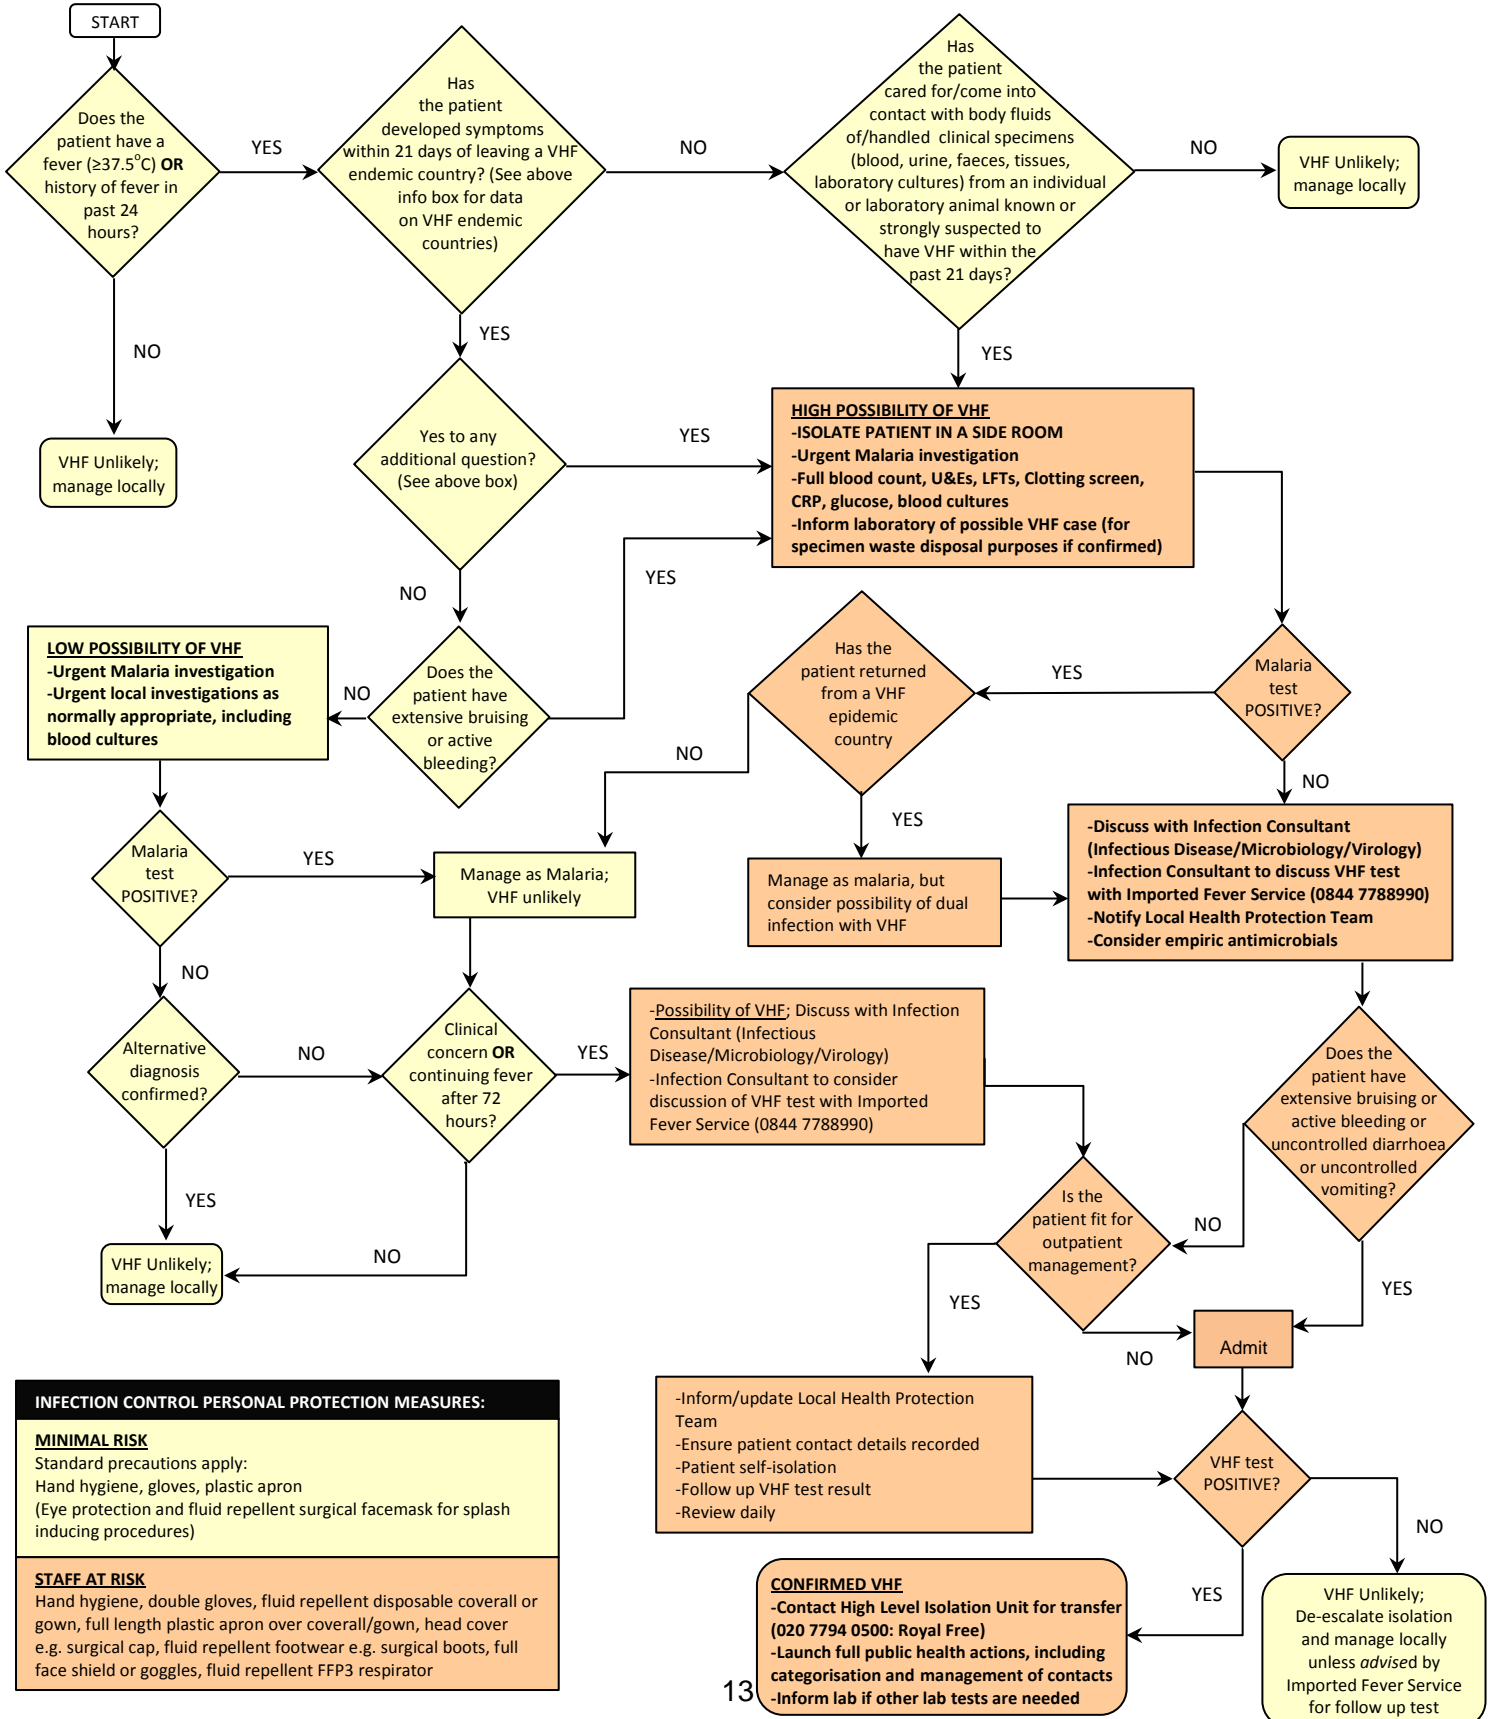 START
Does the
patient have a
fever (≥37.5°C) OR
history of fever in
past 24
hours?
YES
NO
VHF Unlikely;
manage locally
Has
the patient
developed symptoms
within 21 days of leaving a VHF
endemic country? (See above
info box for data
on VHF endemic
countries)
NO
YES
Has
the patient
cared for/come into
contact with body fluids
of/handled clinical specimens
(blood, urine, faeces, tissues,
laboratory cultures) from an individual
or laboratory animal known or
strongly suspected to
have VHF within the
past 21 days?
NO
VHF Unlikely;
manage locally
YES
Yes to any
additional question?
(See above box)
YES
NO
HIGH POSSIBILITY OF VHF
-ISOLATE PATIENT IN A SIDE ROOM
-Urgent Malaria investigation
-Full blood count, U&Es, LFTs, Clotting screen,
CRP, glucose, blood cultures
-Inform laboratory of possible VHF case (for
specimen waste disposal purposes if confirmed)
Does the
patient have
extensive bruising
or active
bleeding?
YES
NO
LOW POSSIBILITY OF VHF
-Urgent Malaria investigation
-Urgent local investigations as
normally appropriate, including
blood cultures
Malaria
test
POSITIVE?
YES
NO
Has the
patient returned
from a VHF
epidemic
country
NO
YES
Malaria
test
POSITIVE?
YES
NO
Manage as Malaria;
VHF unlikely
Manage as malaria, but
consider possibility of dual
infection with VHF
-Discuss with Infection Consultant
(Infectious Disease/Microbiology/Virology)
-Infection Consultant to discuss VHF test
with Imported Fever Service (0844 7788990)
-Notify Local Health Protection Team
-Consider empiric antimicrobials
Alternative
diagnosis
confirmed?
NO
YES
Clinical
concern OR
continuing fever
after 72
hours?
YES
NO
VHF Unlikely;
manage locally
-Possibility of VHF; Discuss with Infection
Consultant (Infectious
Disease/Microbiology/Virology)
-Infection Consultant to consider
discussion of VHF test with Imported
Fever Service (0844 7788990)
Does the
patient have
extensive bruising or
active bleeding or
uncontrolled diarrhoea
or uncontrolled
vomiting?
NO
YES
Is the
patient fit for
outpatient
management?
YES
NO
Admit
-Inform/update Local Health Protection
Team
-Ensure patient contact details recorded
-Patient self-isolation
-Follow up VHF test result
-Review daily
VHF test
POSITIVE?
YES
NO
CONFIRMED VHF
-Contact High Level Isolation Unit for transfer
(020 7794 0500: Royal Free)
-Launch full public health actions, including
categorisation and management of contacts
-Inform lab if other lab tests are needed
VHF Unlikely;
De-escalate isolation
and manage locally
unless advised by
Imported Fever Service
for follow up test
INFECTION CONTROL PERSONAL PROTECTION MEASURES:
MINIMAL RISK
Standard precautions apply:
Hand hygiene, gloves, plastic apron
(Eye protection and fluid repellent surgical facemask for splash
inducing procedures)
STAFF AT RISK
Hand hygiene, double gloves, fluid repellent disposable coverall or
gown, full length plastic apron over coverall/gown, head cover
e.g. surgical cap, fluid repellent footwear e.g. surgical boots, full
face shield or goggles, fluid repellent FFP3 respirator
13